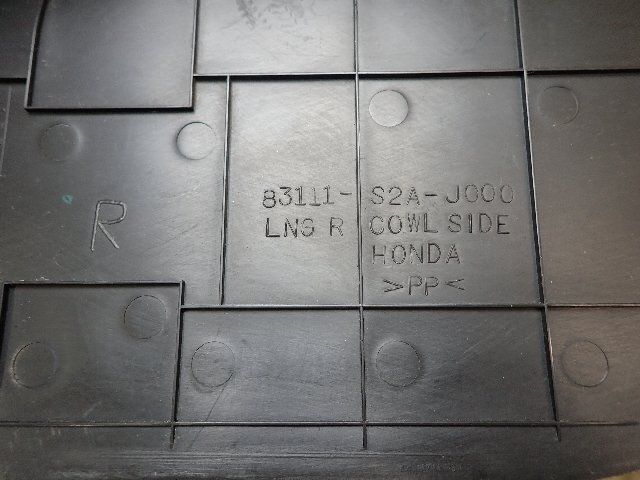 83111-S2A-J000
LNG R COWL SIDE
HONDA
>PP<
R